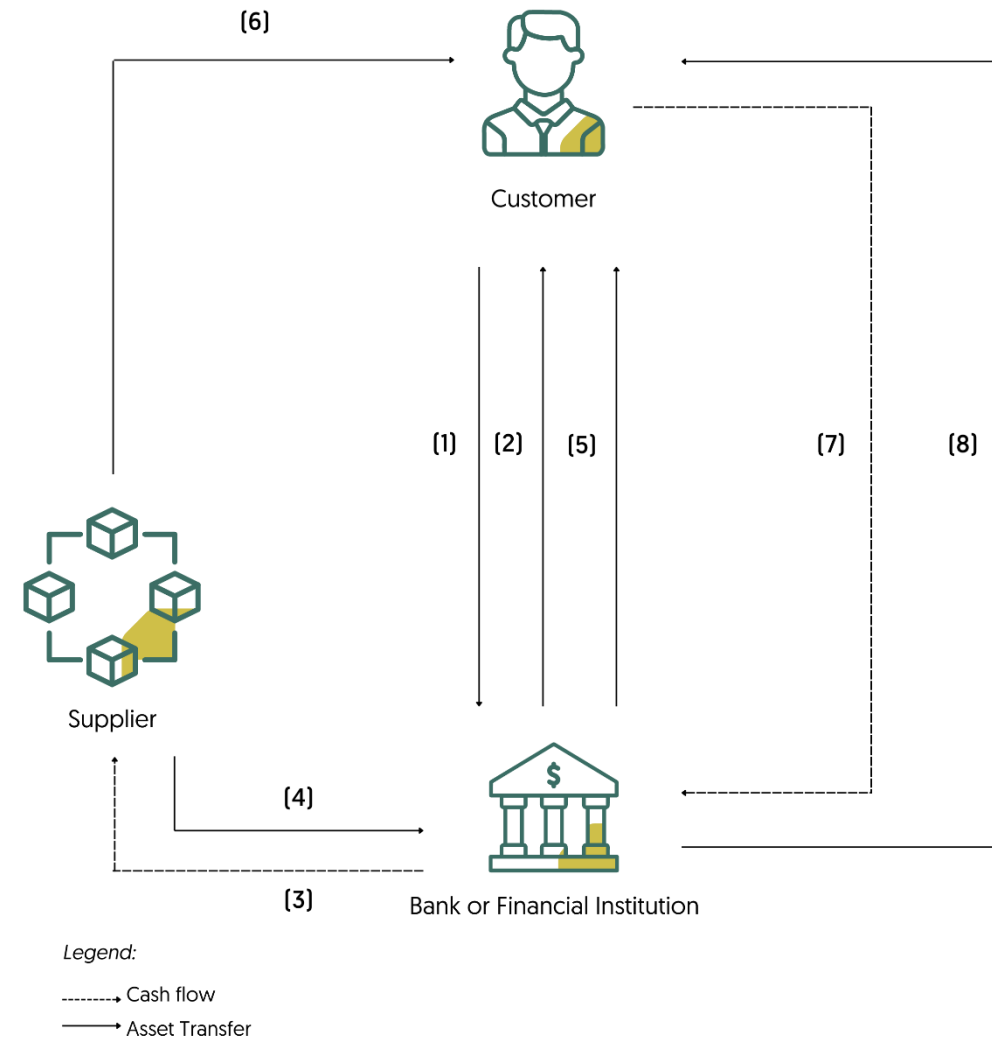 (6)
Customer
(1)
(2)
(5)
(7)
(8)
$
Supplier
(4)
(3)
Bank or Financial Institution
Legend:
Cash flow
Asset Transfer